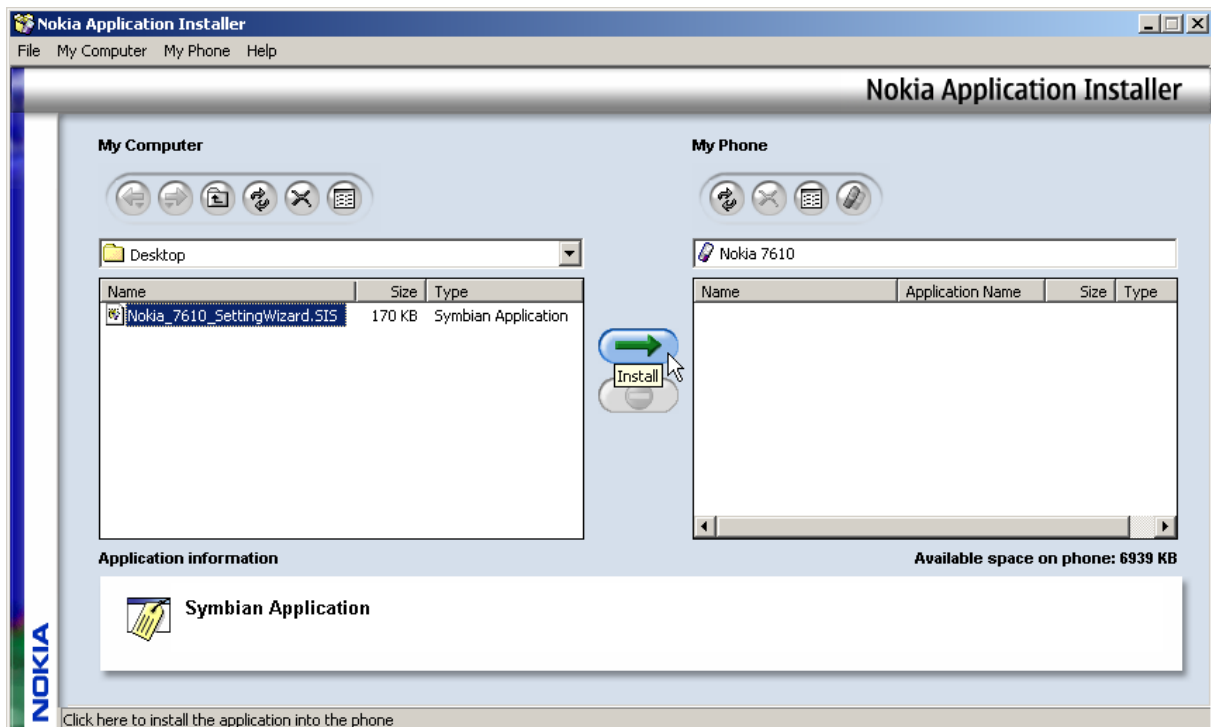 Nokia Application Installer
File My Computer My Phone Help
Nokia Application Installer
My Computer
My Phone
Desktop
Nokia 7610
Name Size Type
Nokia_7610_SettingWizard.SIS 170 KB Symbian Application
Name Application Name Size Type
Install
Application information
Available space on phone: 6939 KB
Symbian Application
NOKIA
Click here to install the application into the phone